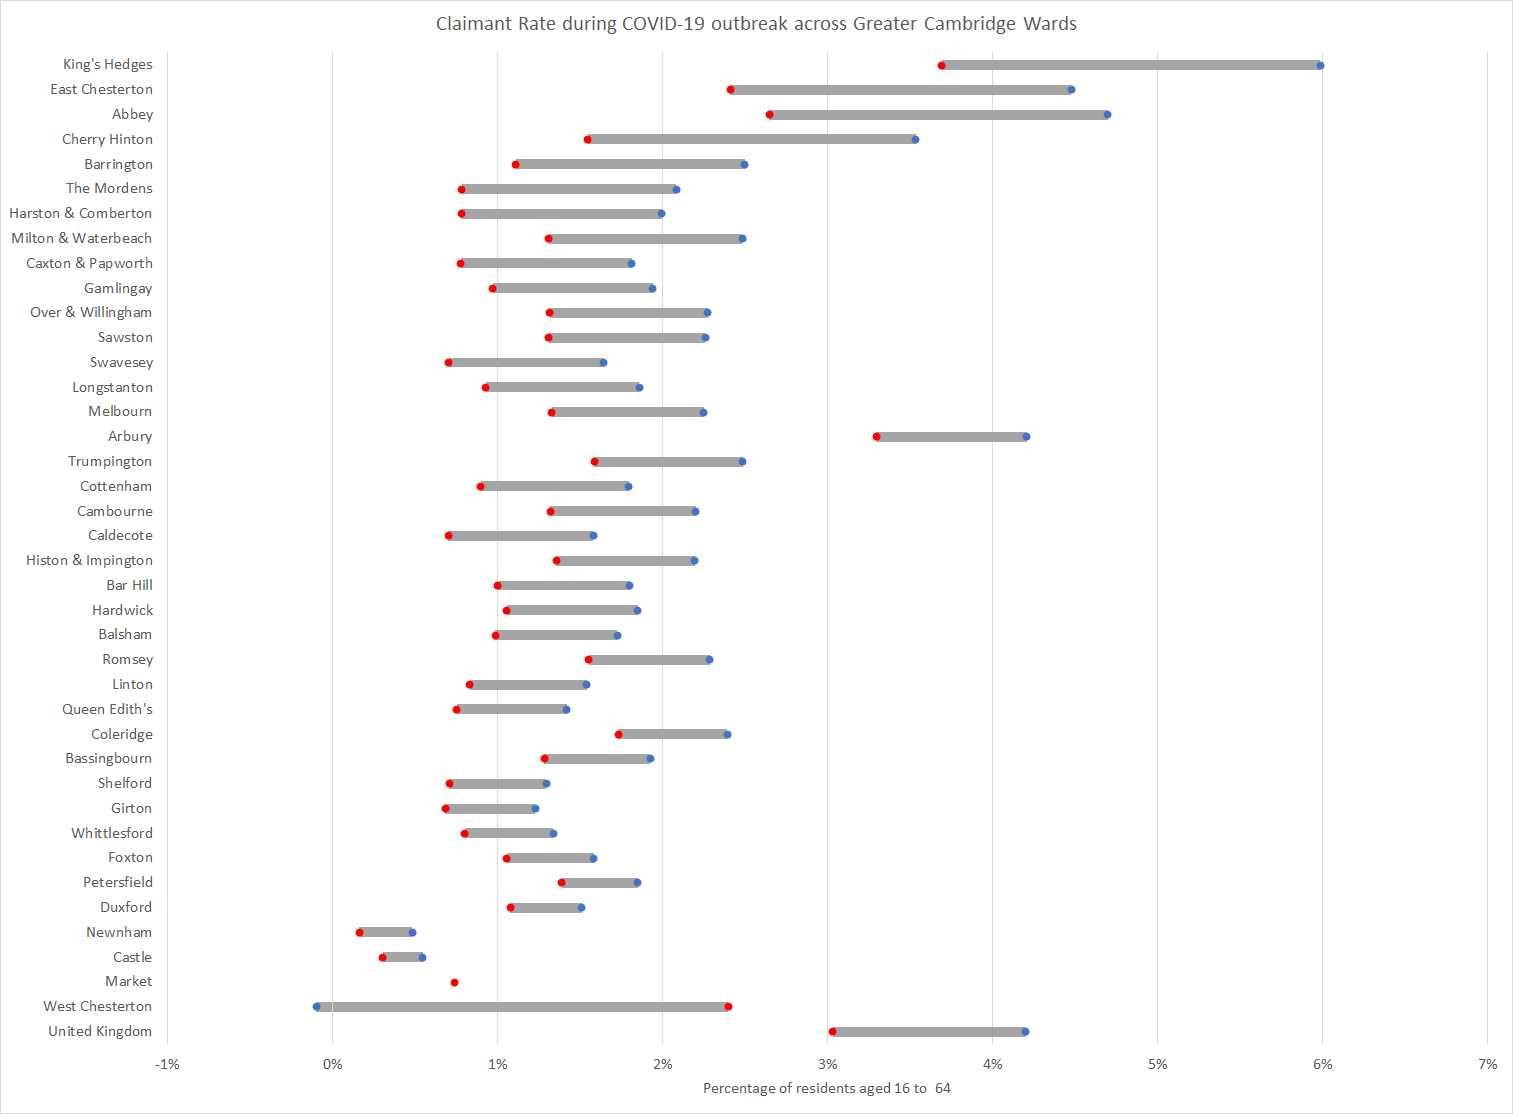 Claimant Rate during COVID-19 outbreak across Greater Cambridge Wards
King's Hedges
East Chesterton
Abbey
Cherry Hinton
Barrington
The Mordens
Harston & Comberton
Milton & Waterbeach
Caxton & Papworth
Gamlingay
Over & Willingham
Sawston
Swavesey
Longstanton
Melbourn
Arbury
Trumpington
Cottenham
Cambourne
Caldecote
Histon & Impington
Bar Hill
Hardwick
Balsham
Romsey
Linton
Queen Edith's
Coleridge
Bassingbourn
Shelford
Girton
Whittlesford
Foxton
Petersfield
Duxford
Newnham
Castle
Market
West Chesterton
United Kingdom
-1% 0% 1% 2% 3% 4% 5% 6% 7%
Percentage of residents aged 16 to 64